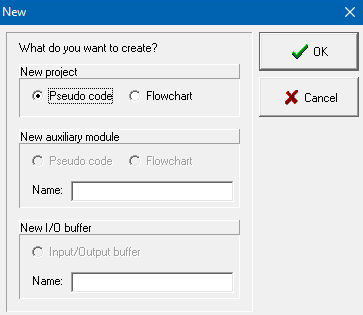 New
What do you want to create?
OK
New project
Pseudo code
Flowchart
Cancel
New auxiliary module
Pseudo code
Flowchart
Name:
New I/O buffer
Input/Output buffer
Name: